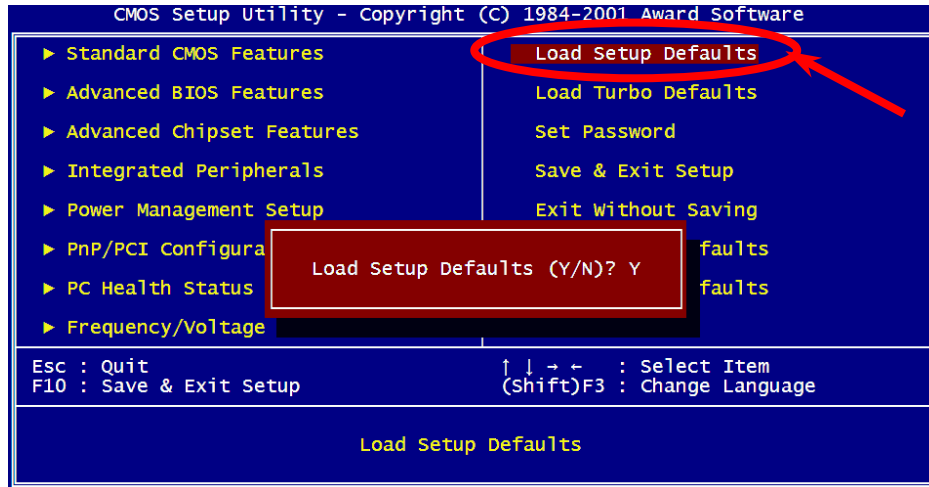 CMOS Setup Utility - Copyright (C) 1984-2001 Award Software
► Standard CMOS Features
► Advanced BIOS Features
► Advanced Chipset Features
► Integrated Peripherals
► Power Management Setup
► PnP/PCI Configura
► PC Health Status
► Frequency/Voltage
Load Setup Defaults
Load Turbo Defaults
Set Password
Save & Exit Setup
Exit Without Saving
faults
faults
Load Setup Defaults (Y/N)? Y
Esc : Quit
F10 : Save & Exit Setup
↑ ↓ → ← : Select Item
(Shift)F3 : Change Language
Load Setup Defaults